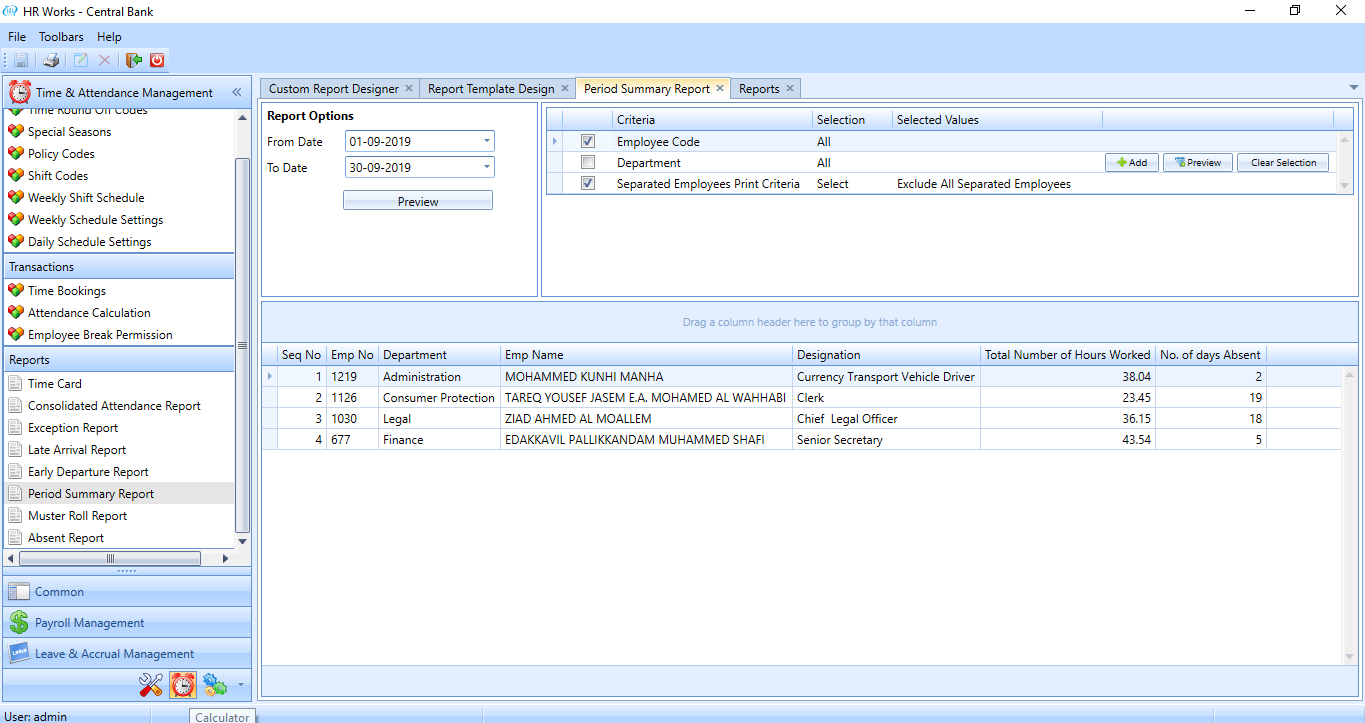 HR Works - Central Bank
File Toolbars Help
Time & Attendance Management
Time Round Off Codes
Special Seasons
Policy Codes
Shift Codes
Weekly Shift Schedule
Weekly Schedule Settings
Daily Schedule Settings
Transactions
Time Bookings
Attendance Calculation
Employee Break Permission
Reports
Time Card
Consolidated Attendance Report
Exception Report
Late Arrival Report
Early Departure Report
Period Summary Report
Muster Roll Report
Absent Report
Common
Payroll Management
Leave & Accrual Management
Custom Report Designer Report Template Design Period Summary Report Reports
Report Options
From Date 01-09-2019
To Date 30-09-2019
Preview
Criteria Selection Selected Values
Employee Code All
Department All Add Preview Clear Selection
Separated Employees Print Criteria Select Exclude All Separated Employees
Drag a column header here to group by that column
Seq No Emp No Department Emp Name Designation Total Number of Hours Worked No. of days Absent
1 1219 Administration MOHAMMED KUNHI MANHA Currency Transport Vehicle Driver 38.04 2
2 1126 Consumer Protection TAREQ YOUSEF JASEM E.A. MOHAMED AL WAHHABI Clerk 23.45 19
3 1030 Legal ZIAD AHMED AL MOALLEM Chief Legal Officer 36.15 18
4 677 Finance EDAKKAVIL PALLIKKANDAM MUHAMMED SHAFI Senior Secretary 43.54 5
User: admin
Calculator